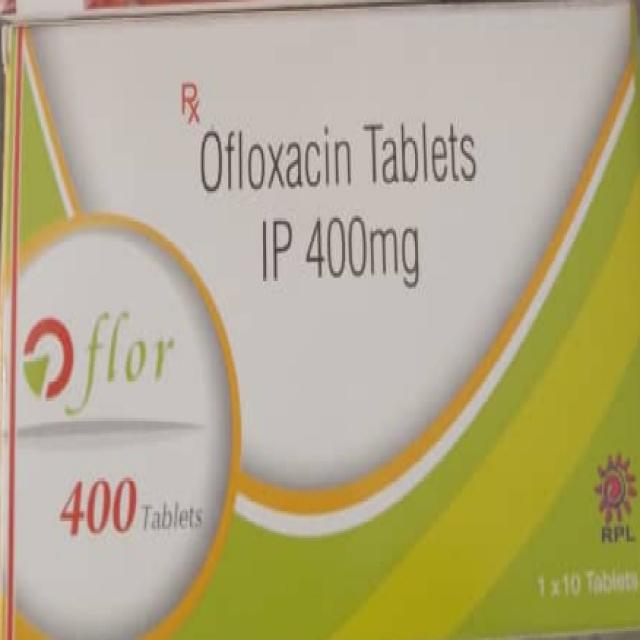 Rx
Ofloxacin Tablets
IP 400mg
Oflor
400 Tablets
RPL
1 x 10 Tablets